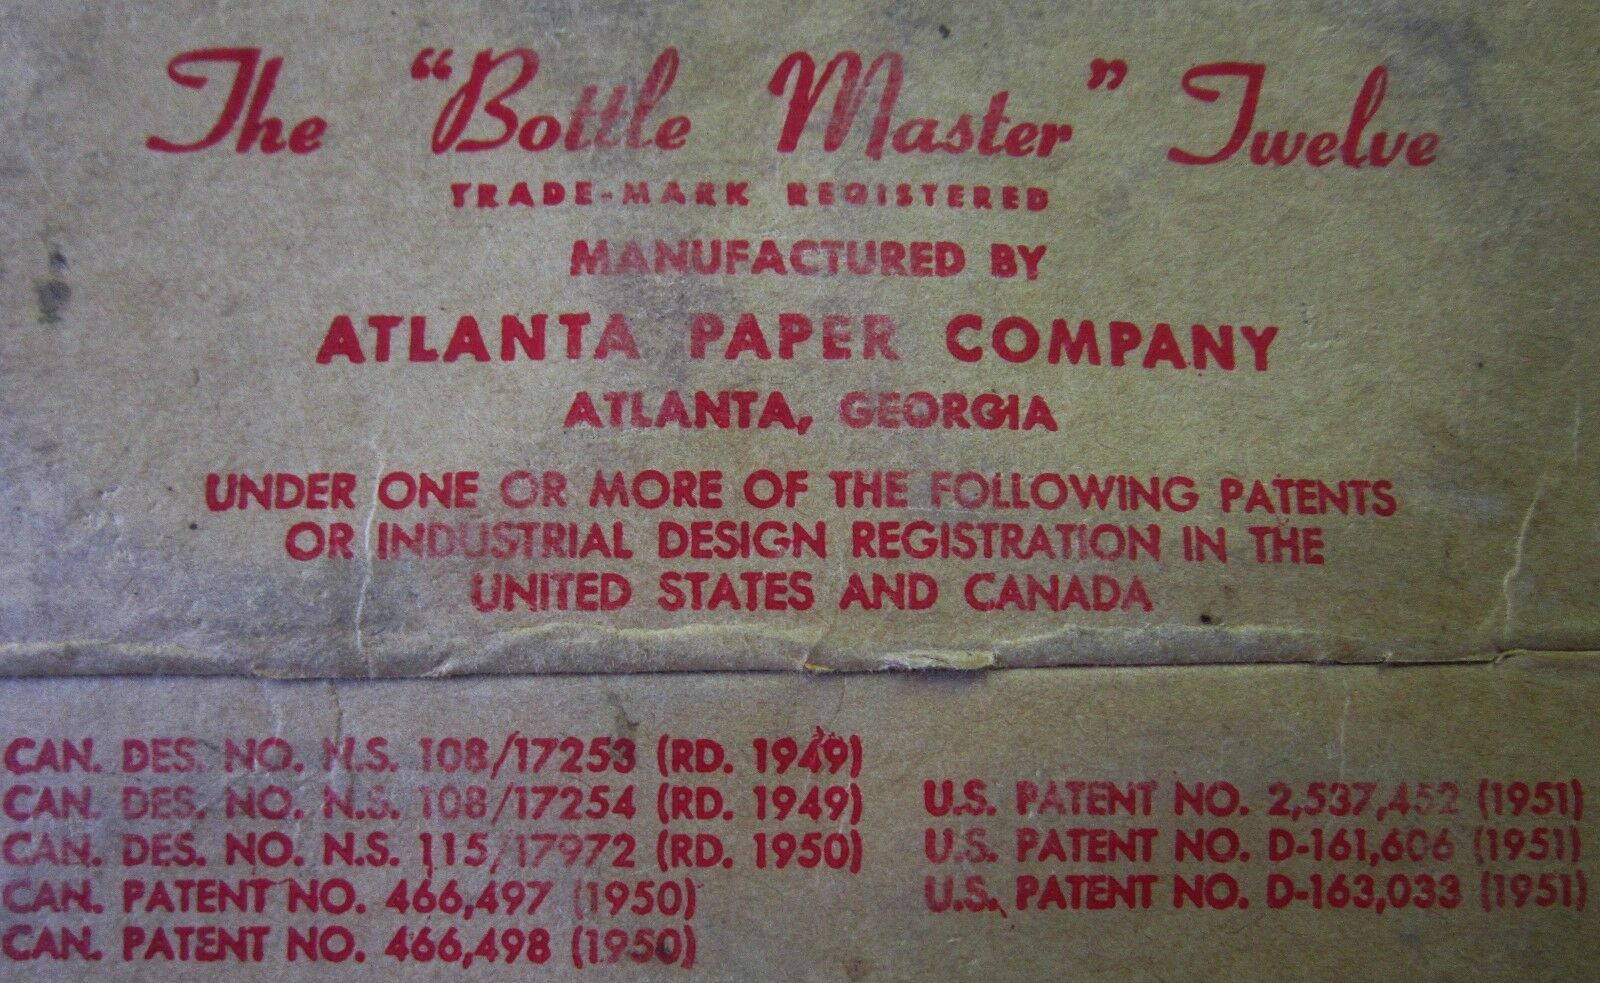 The "Bottle Master" Twelve
TRADE-MARK REGISTERED
MANUFACTURED BY
ATLANTA PAPER COMPANY
ATLANTA, GEORGIA
UNDER ONE OR MORE OF THE FOLLOWING PATENTS
OR INDUSTRIAL DESIGN REGISTRATION IN THE
UNITED STATES AND CANADA
CAN. DES. NO. N.S. 108/17253 (RD. 1949)
CAN. DES. NO. N.S. 108/17254 (RD. 1949)
CAN. DES. NO. N.S. 115/17972 (RD. 1950)
CAN. PATENT NO. 466,497 (1950)
CAN. PATENT NO. 466,498 (1950)
U.S. PATENT NO. 2,537,452 (1951)
U.S. PATENT NO. D-161,606 (1951)
U.S. PATENT NO. D-163,033 (1951)